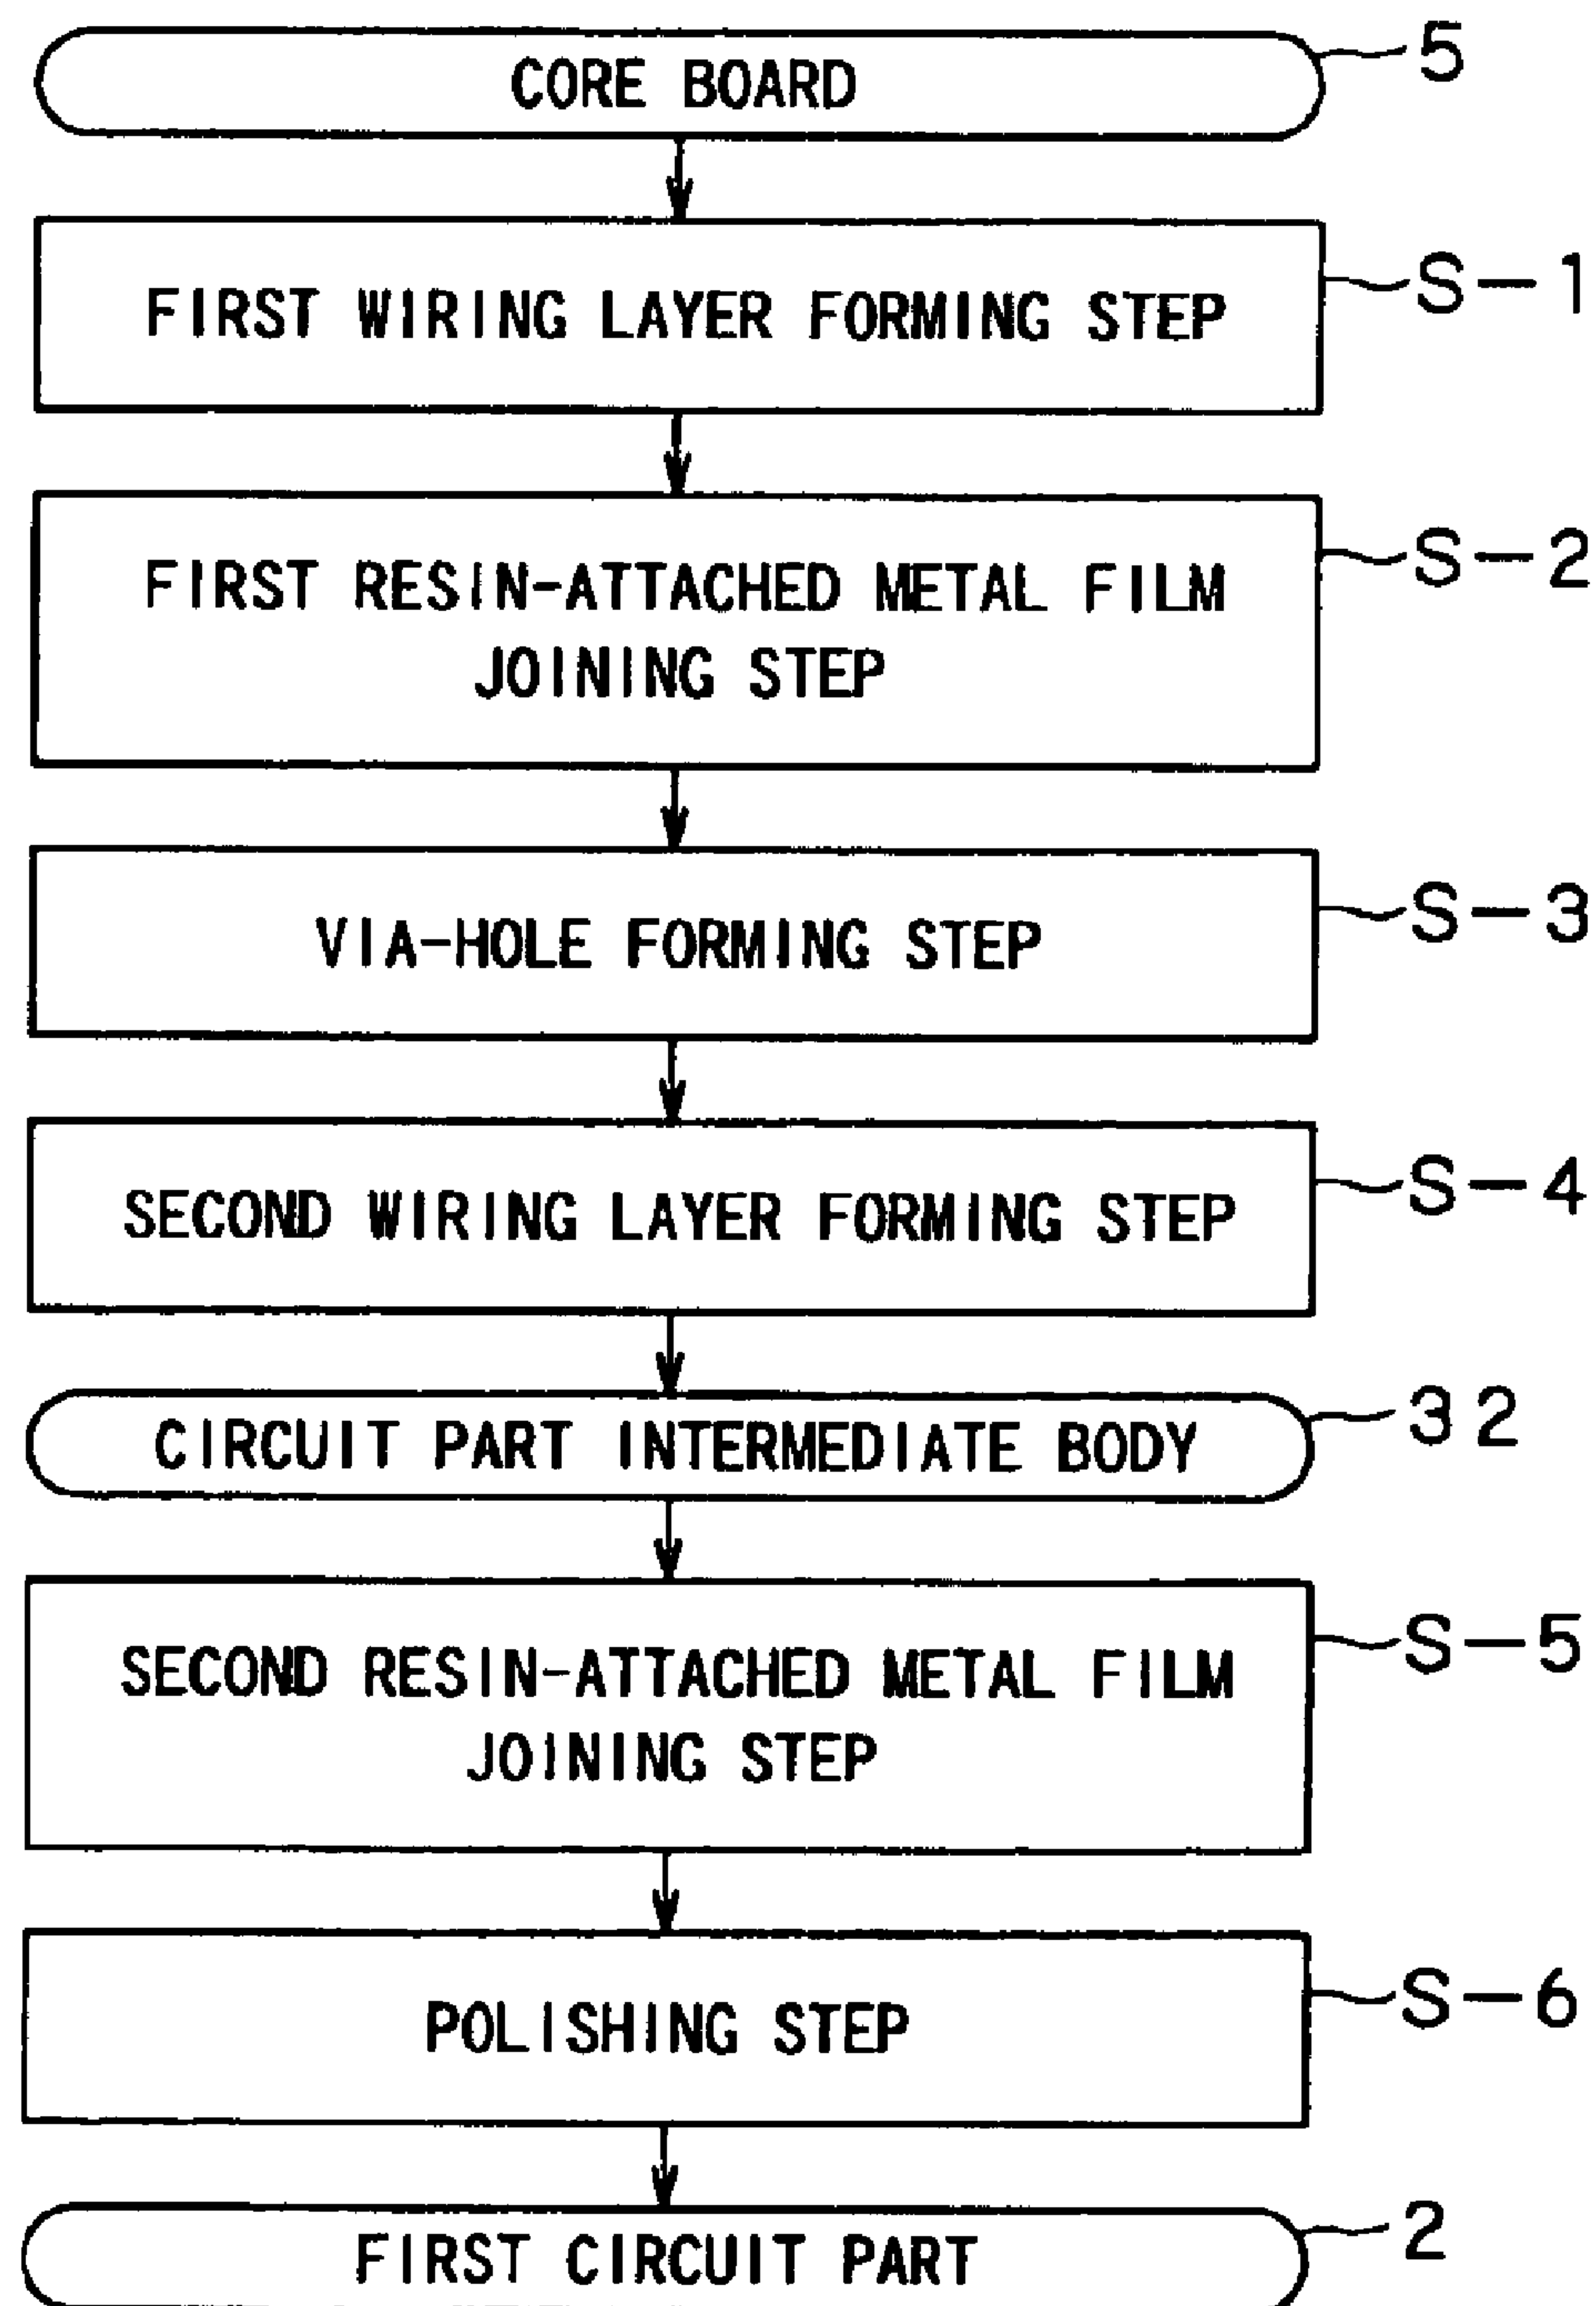 CORE BOARD 5
FIRST WIRING LAYER FORMING STEP S-1
FIRST RESIN-ATTACHED METAL FILM S-2
JOINING STEP
VIA-HOLE FORMING STEP S-3
SECOND WIRING LAYER FORMING STEP S-4
CIRCUIT PART INTERMEDIATE BODY 32
SECOND RESIN-ATTACHED METAL FILM S-5
JOINING STEP
POLISHING STEP S-6
FIRST CIRCUIT PART 2